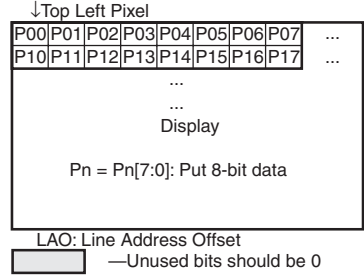 ↓Top Left Pixel
P00 P01 P02 P03 P04 P05 P06 P07 ...
P10 P11 P12 P13 P14 P15 P16 P17 ...
...
...
Display
Pn = Pn[7:0]: Put 8-bit data
LAO: Line Address Offset
—Unused bits should be 0